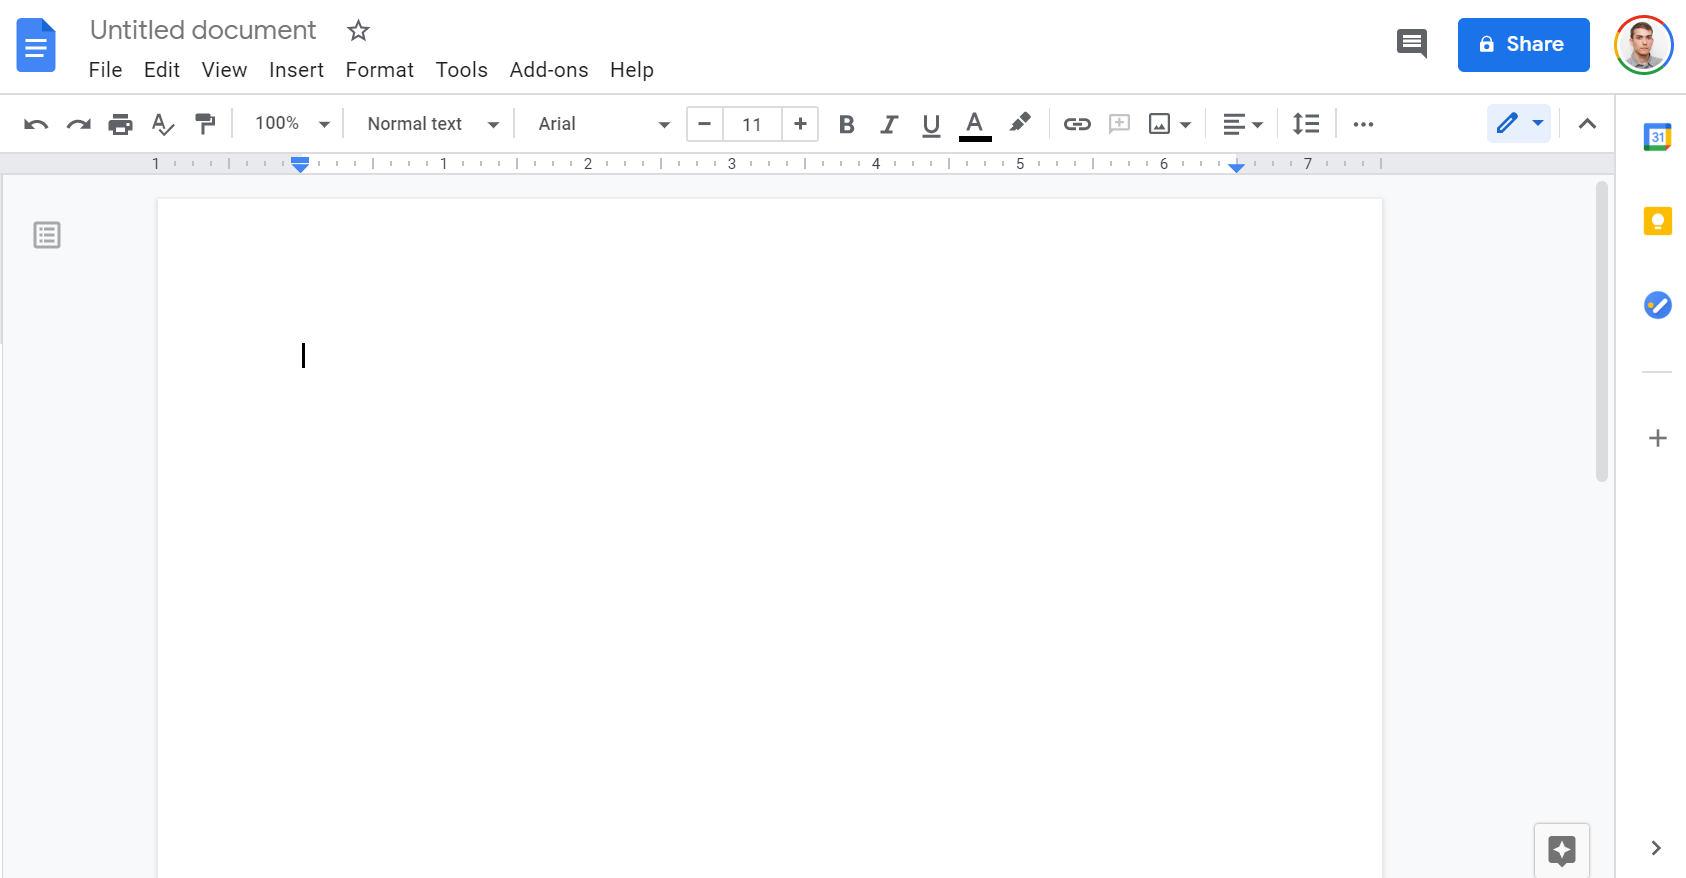 Untitled document
Share
File Edit View Insert Format Tools Add-ons Help
100% Normal text Arial 11 B I U A
1 1 2 3 4 5 6 7
31